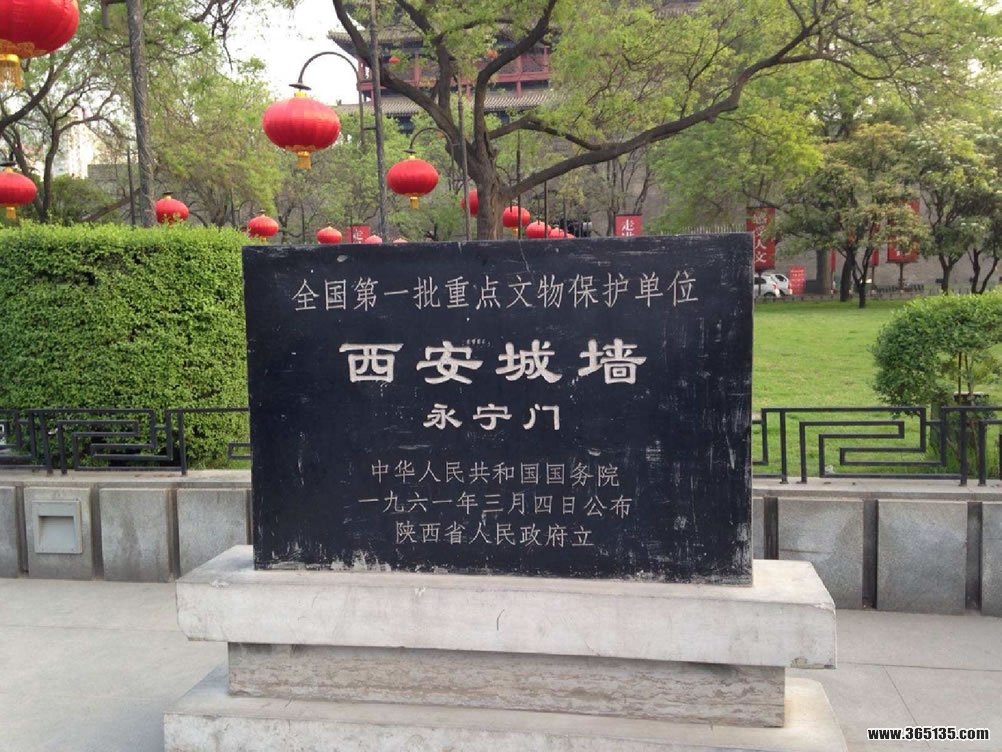 全国第一批重点文物保护单位
西安城墙
永宁门
中华人民共和国国务院
一九六一年三月四日公布
陕西省人民政府立
www.365135.com